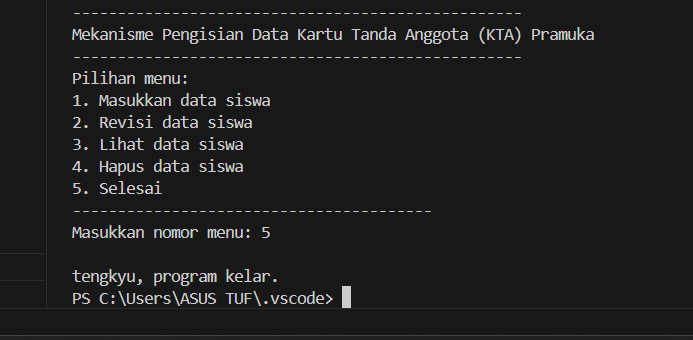 --------------------------------------------------
Mekanisme Pengisian Data Kartu Tanda Anggota (KTA) Pramuka
--------------------------------------------------
Pilihan menu:
1. Masukkan data siswa
2. Revisi data siswa
3. Lihat data siswa
4. Hapus data siswa
5. Selesai
----------------------------------------
Masukkan nomor menu: 5
tengkyu, program kelar.
PS C:\Users\ASUS TUF\.vscode>